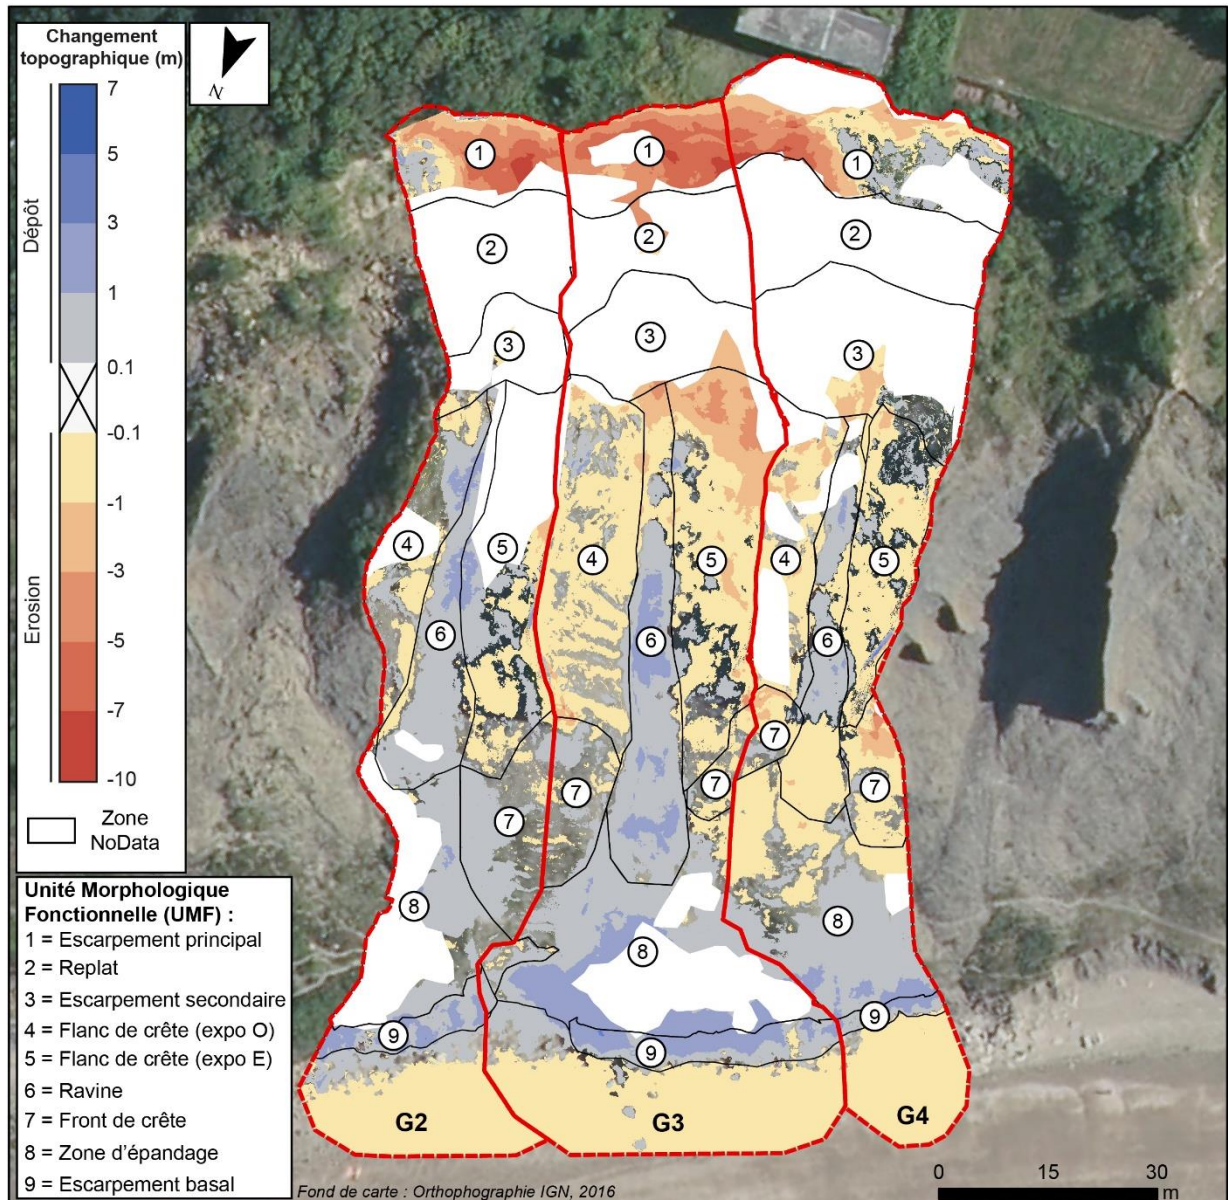 Changement
topographique (m)
N
Dépôt
Erosion
7
5
3
1
0.1
-0.1
-1
-3
-5
-7
-10
Zone
NoData
Unité Morphologique
Fonctionnelle (UMF) :
1 = Escarpement principal
2 = Replat
3 = Escarpement secondaire
4 = Flanc de crête (expo O)
5 = Flanc de crête (expo E)
6 = Ravine
7 = Front de crête
8 = Zone d'épandage
9 = Escarpement basal
1 1 1
2 2 2
3 3 3
4 5 4 5 4 5
6 6 6
7 7 7 7 7
8 8 8
9 9 9
G2 G3 G4
Fond de carte : Orthophographie IGN, 2016
0 15 30
m